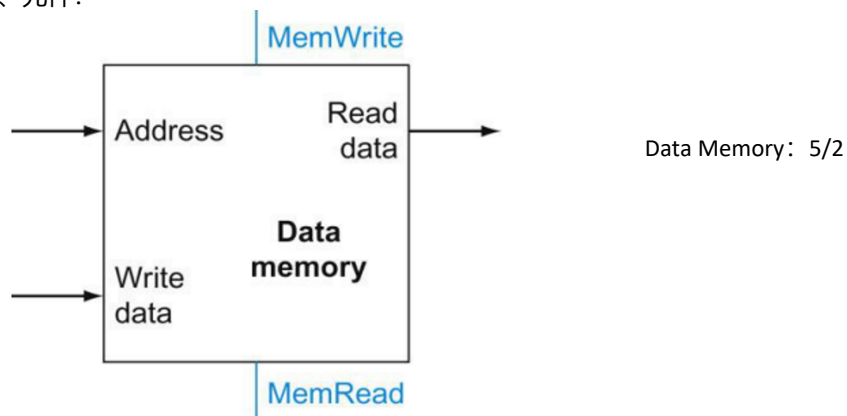 MemWrite
Address
Read
data
Data Memory：5/2
Data
memory
Write
data
MemRead